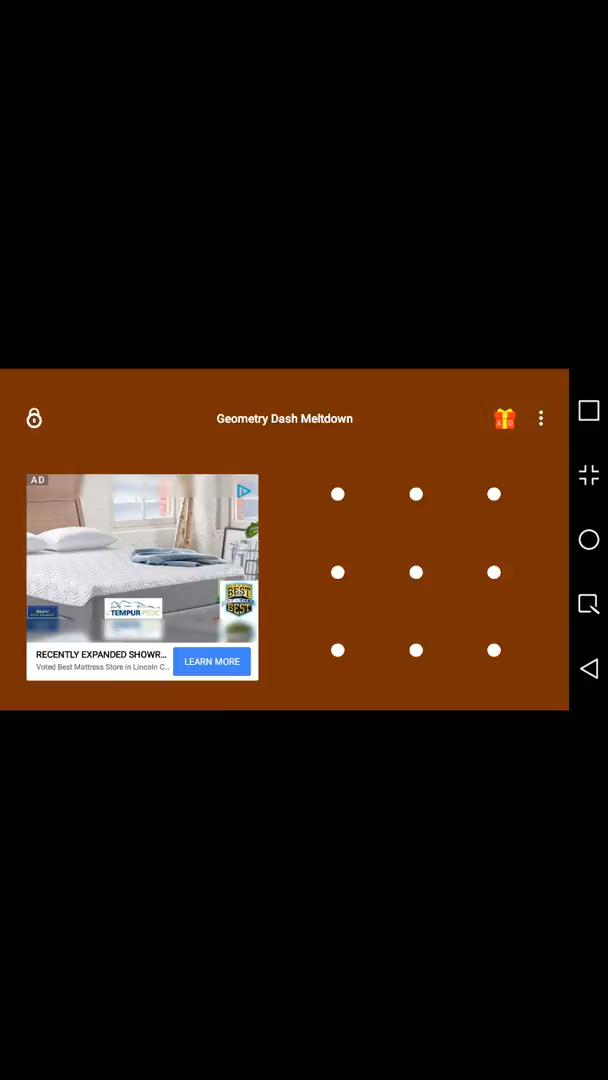 Geometry Dash Meltdown
AD
AD
BEST
BEST
TEMPUR-PEDIC
RECENTLY EXPANDED SHOWR...
Voted Best Mattress Store in Lincoln C...
LEARN MORE